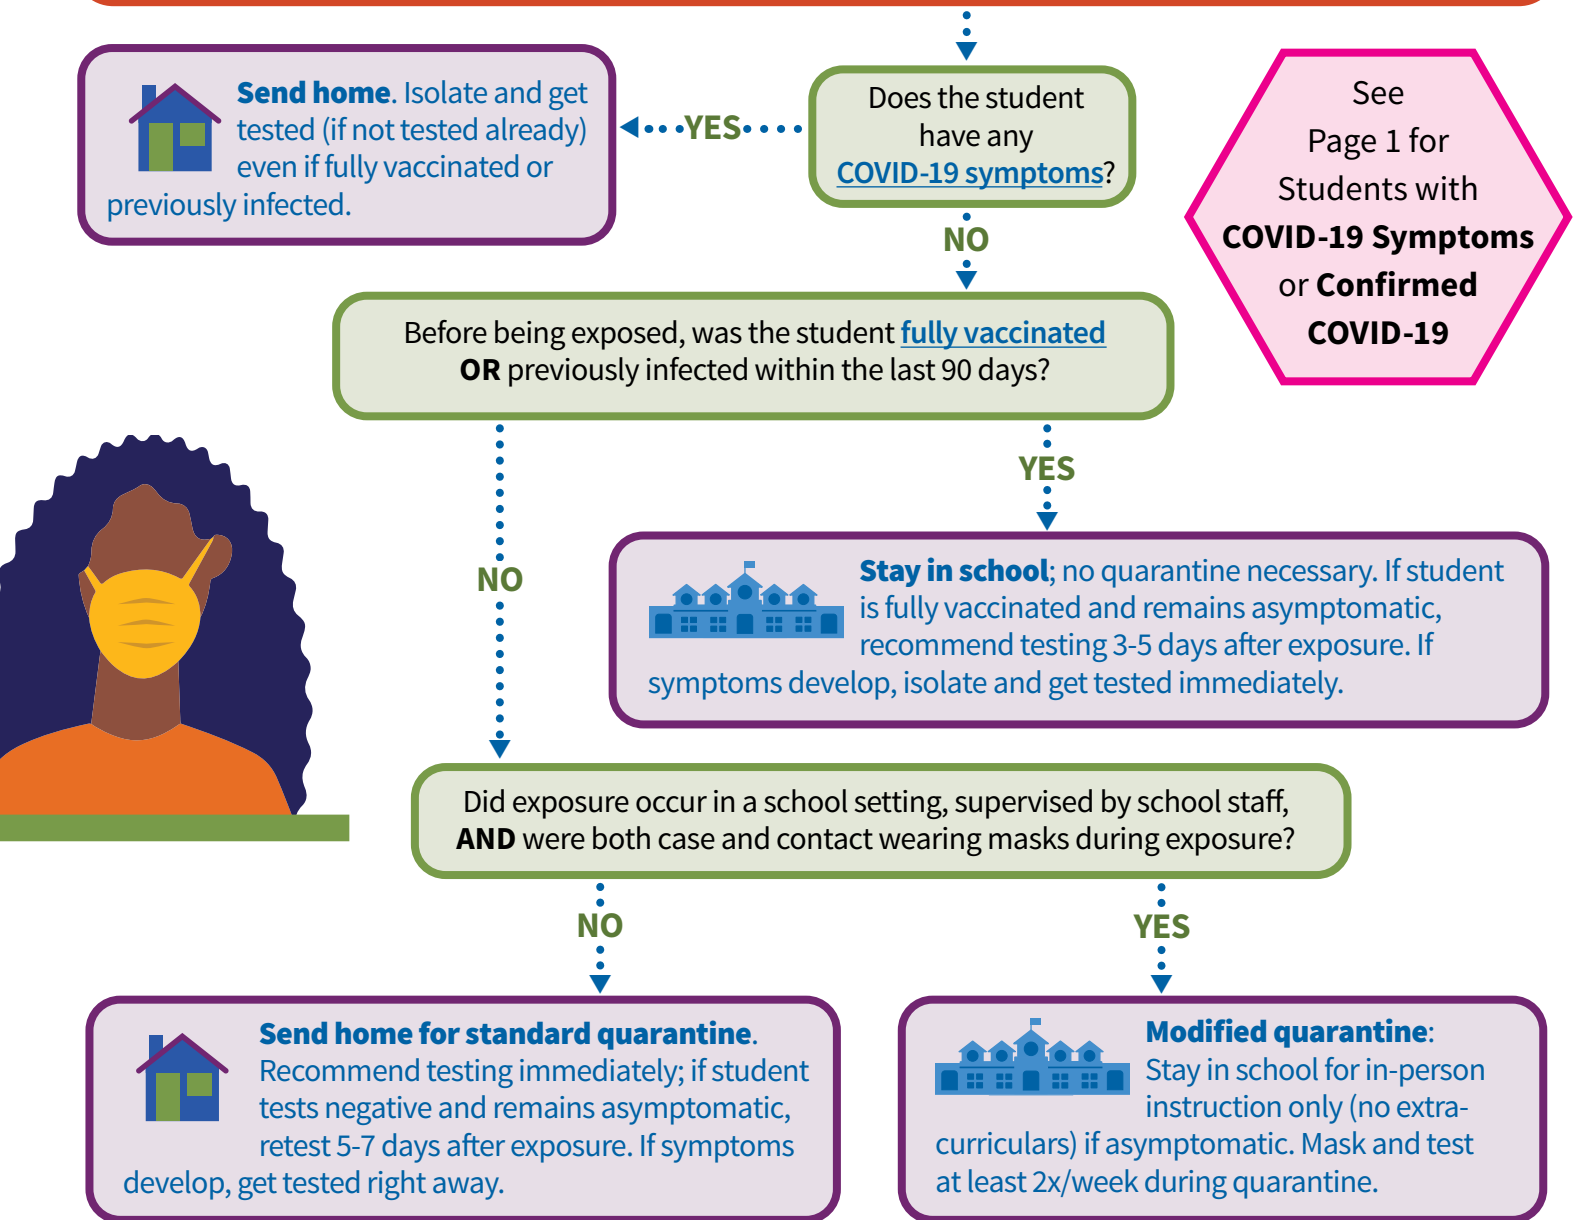 Send home. Isolate and get
tested (if not tested already)
even if fully vaccinated or
previously infected.
YES
Does the student
have any
COVID-19 symptoms?
See
Page 1 for
Students with
COVID-19 Symptoms
or Confirmed
COVID-19
NO
Before being exposed, was the student fully vaccinated
OR previously infected within the last 90 days?
YES
Stay in school; no quarantine necessary. If student
is fully vaccinated and remains asymptomatic,
recommend testing 3-5 days after exposure. If
symptoms develop, isolate and get tested immediately.
NO
Did exposure occur in a school setting, supervised by school staff,
AND were both case and contact wearing masks during exposure?
NO
YES
Send home for standard quarantine.
Recommend testing immediately; if student
tests negative and remains asymptomatic,
retest 5-7 days after exposure. If symptoms
develop, get tested right away.
Modified quarantine:
Stay in school for in-person
instruction only (no extra-
curriculars) if asymptomatic. Mask and test
at least 2x/week during quarantine.